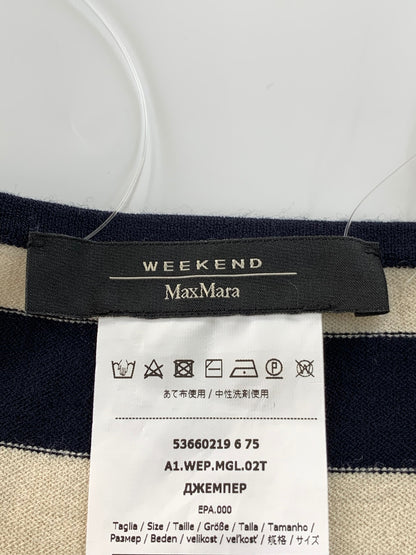 WEEKEND
MaxMara
あて布使用 / 中性洗剤使用
53660219 6 75
A1.WEP.MGL.02T
ДЖЕМПЕР
EPA.000
Taglia / Size / Taille / Größe / Talla / Tamanho /
Размер / Beden / velikost / veľkosť / 规格 / サイズ